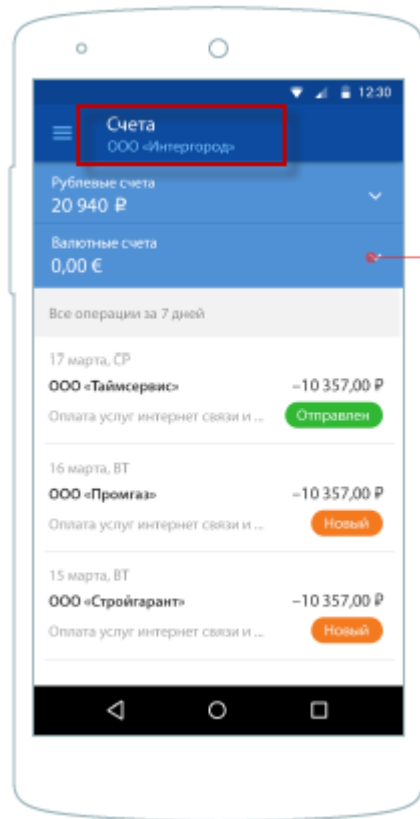 12:30
Счета
ООО «Интергород»
Рублевые счета
20 940 ₽
Валютные счета
0,00 €
Все операции за 7 дней
17 марта, СР
ООО «Таймсервис» –10 357,00 ₽
Оплата услуг интернет связи и ... Отправлен
16 марта, ВТ
ООО «Промгаз» –10 357,00 ₽
Оплата услуг интернет связи и ... Новый
15 марта, ВТ
ООО «Стройгарант» –10 357,00 ₽
Оплата услуг интернет связи и ... Новый